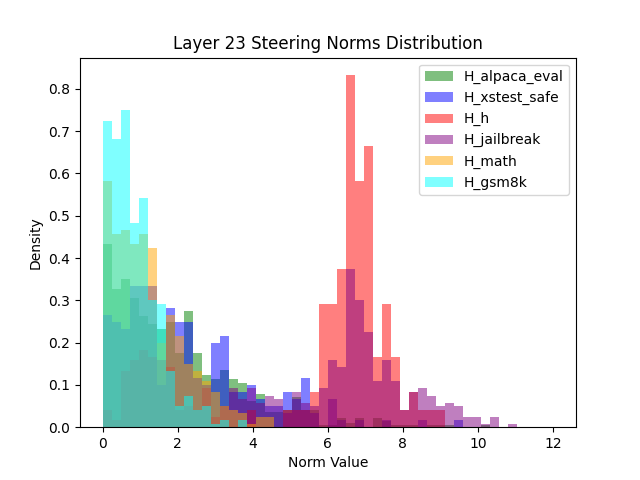 Layer 23 Steering Norms Distribution
H_alpaca_eval
H_xstest_safe
H_h
H_jailbreak
H_math
H_gsm8k
Density
0.8
0.7
0.6
0.5
0.4
0.3
0.2
0.1
0.0
0 2 4 6 8 10 12
Norm Value